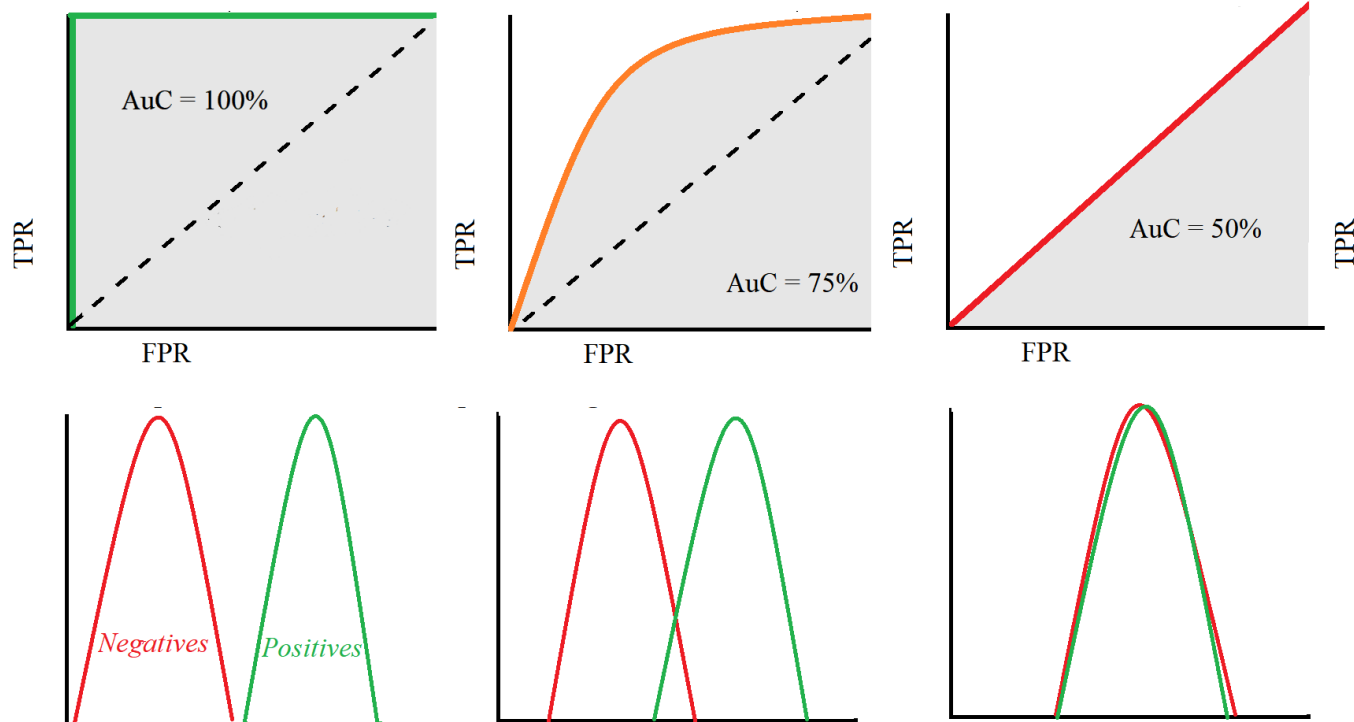 AuC = 100%
TPR
FPR
AuC = 75%
TPR
FPR
AuC = 50%
TPR
FPR
TPR
Negatives
Positives